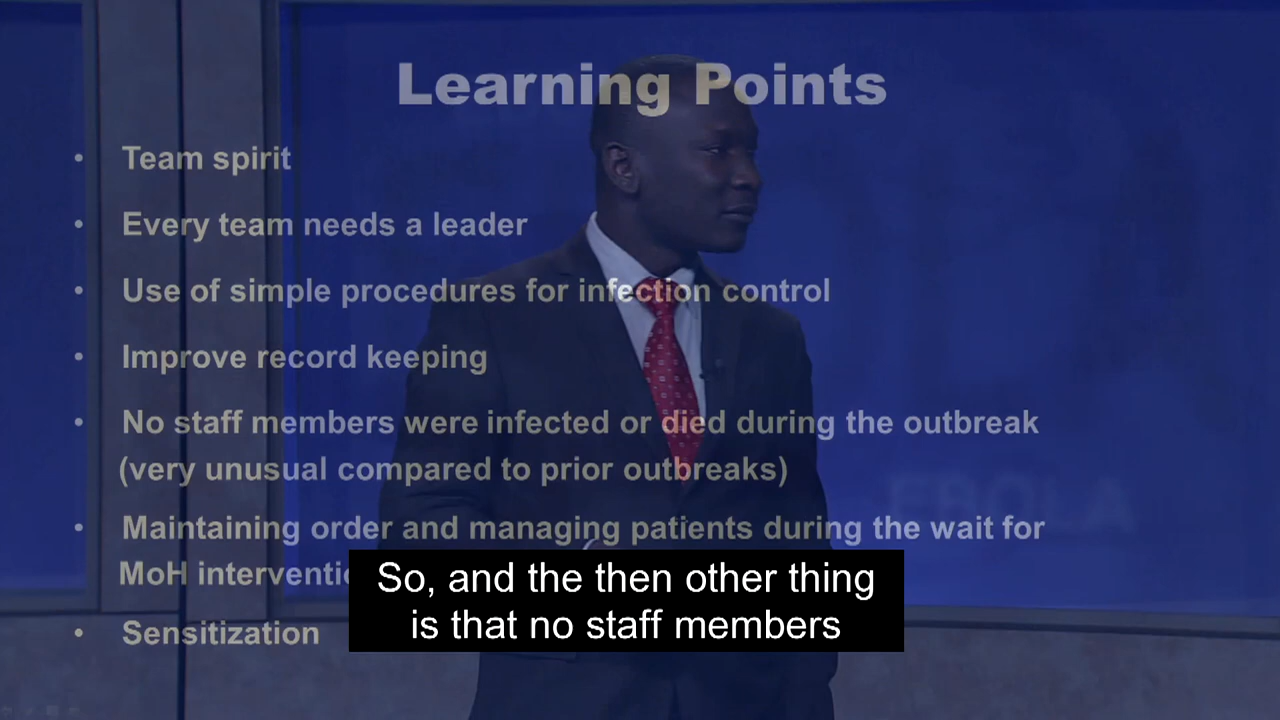 Learning Points
• Team spirit
• Every team needs a leader
• Use of simple procedures for infection control
• Improve record keeping
• No staff members were infected or died during the outbreak
(very unusual compared to prior outbreaks)
• Maintaining order and managing patients during the wait for
MoH
• Sensitization
EBOLA
So, and the then other thing
is that no staff members